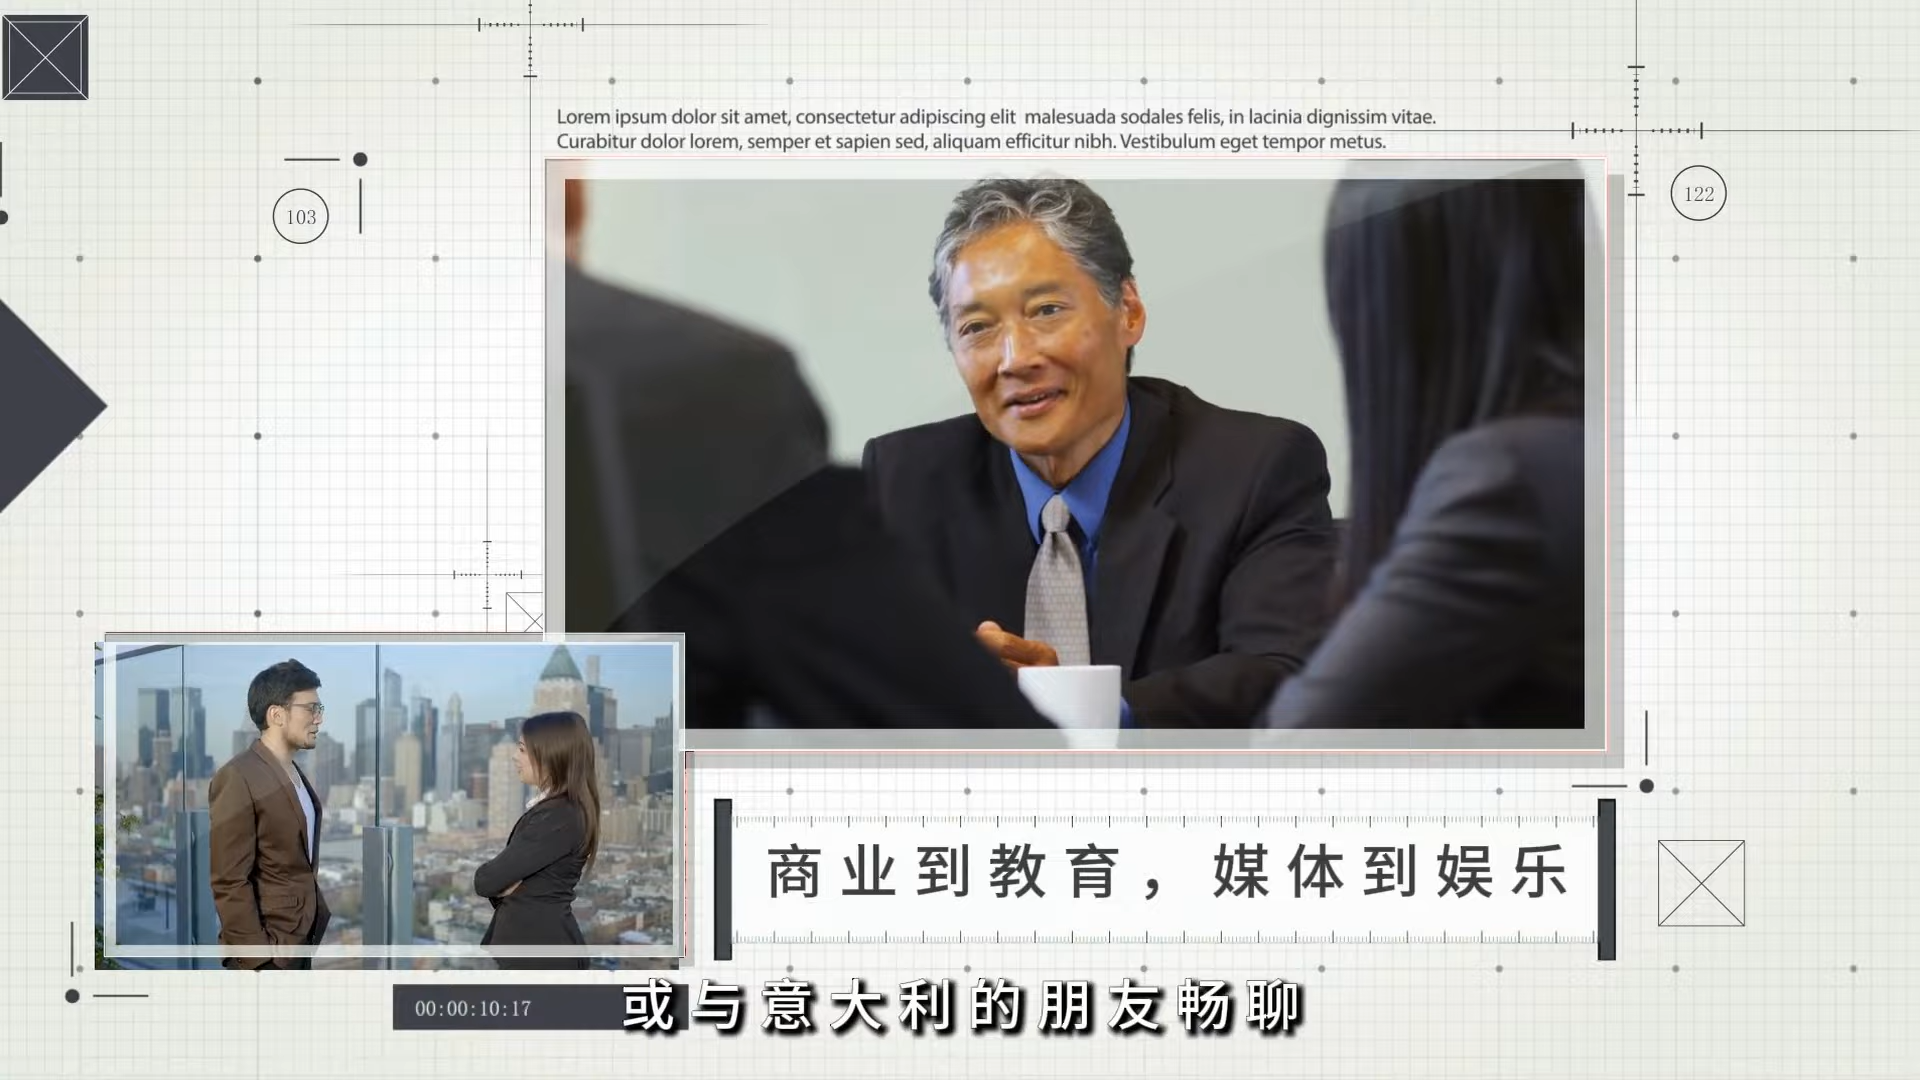 Lorem ipsum dolor sit amet, consectetur adipiscing elit malesuada sodales felis, in lacinia dignissim vitae.
Curabitur dolor lorem, semper et sapien sed, aliquam efficitur nibh. Vestibulum eget tempor metus.
103
122
商业到教育，媒体到娱乐
00:00:10:17
或与意大利的朋友畅聊